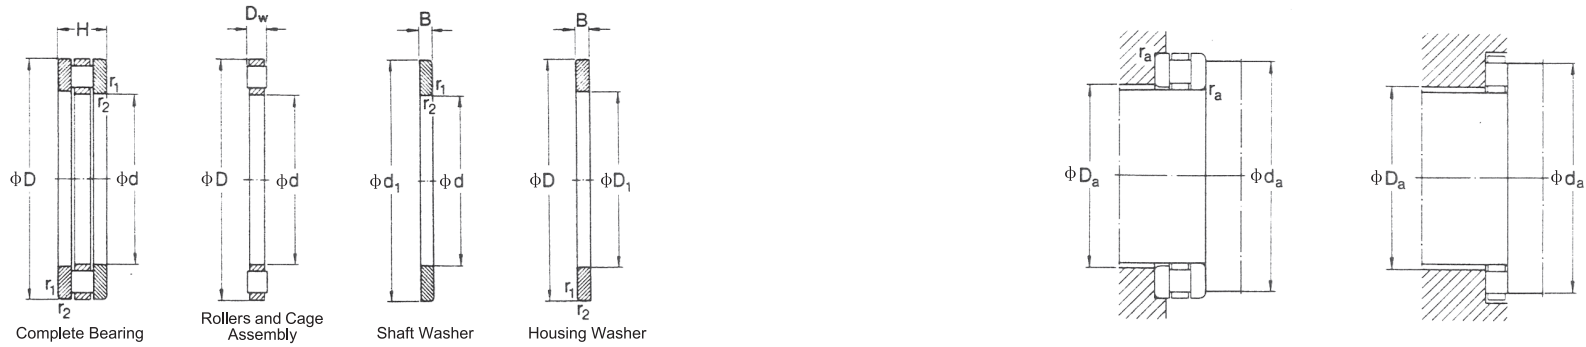 H
r₁
r₂
ϕD
ϕd
r₁
r₂
Complete Bearing
D_w
ϕD
ϕd
Rollers and Cage
Assembly
B
r₁
r₂
ϕd₁
ϕd
Shaft Washer
B
ϕD
ϕD₁
r₁
r₂
Housing Washer
rₐ
rₐ
ϕDₐ
ϕdₐ
ϕDₐ
ϕdₐ